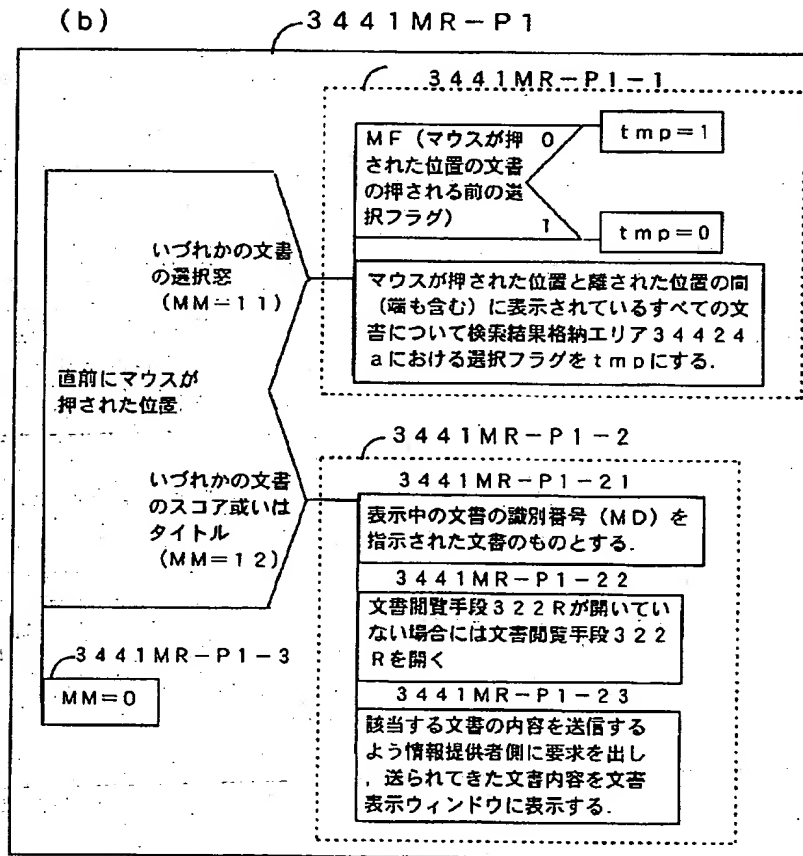 (b)
3441MR-P1
3441MR-P1-1
MF(マウスが押
された位置の文書
の押される前の選
択フラグ)
0
1
tmp=1
tmp=0
いづれかの文書
の選択窓
(MM=11)
マウスが押された位置と離された位置の間
(端も含む)に表示されているすべての文
書について検索結果格納エリア34424
aにおける選択フラグをtmpにする.
直前にマウスが
押された位置
3441MR-P1-2
いづれかの文書
のスコア或いは
タイトル
(MM=12)
3441MR-P1-21
表示中の文書の識別番号(MD)を
指示された文書のものとする.
3441MR-P1-22
文書閲覧手段322Rが開いてい
ない場合には文書閲覧手段322
Rを開く
3441MR-P1-23
該当する文書の内容を送信する
よう情報提供者側に要求を出し
,送られてきた文書内容を文書
表示ウィンドウに表示する.
3441MR-P1-3
MM=0